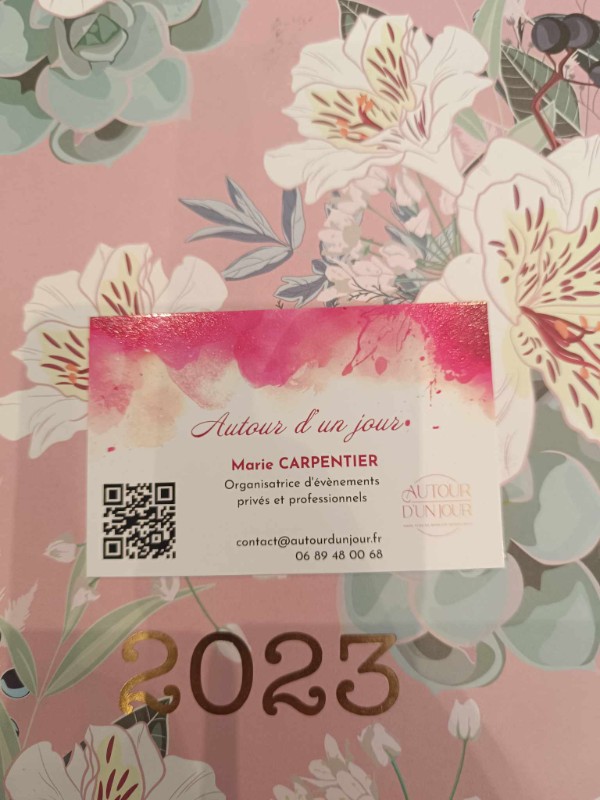 Autour d'un jour
Marie CARPENTIER
Organisatrice d'évènements
privés et professionnels
contact@autourdunjour.fr
06 89 48 00 68
AUTOUR
D'UN JOUR
2023